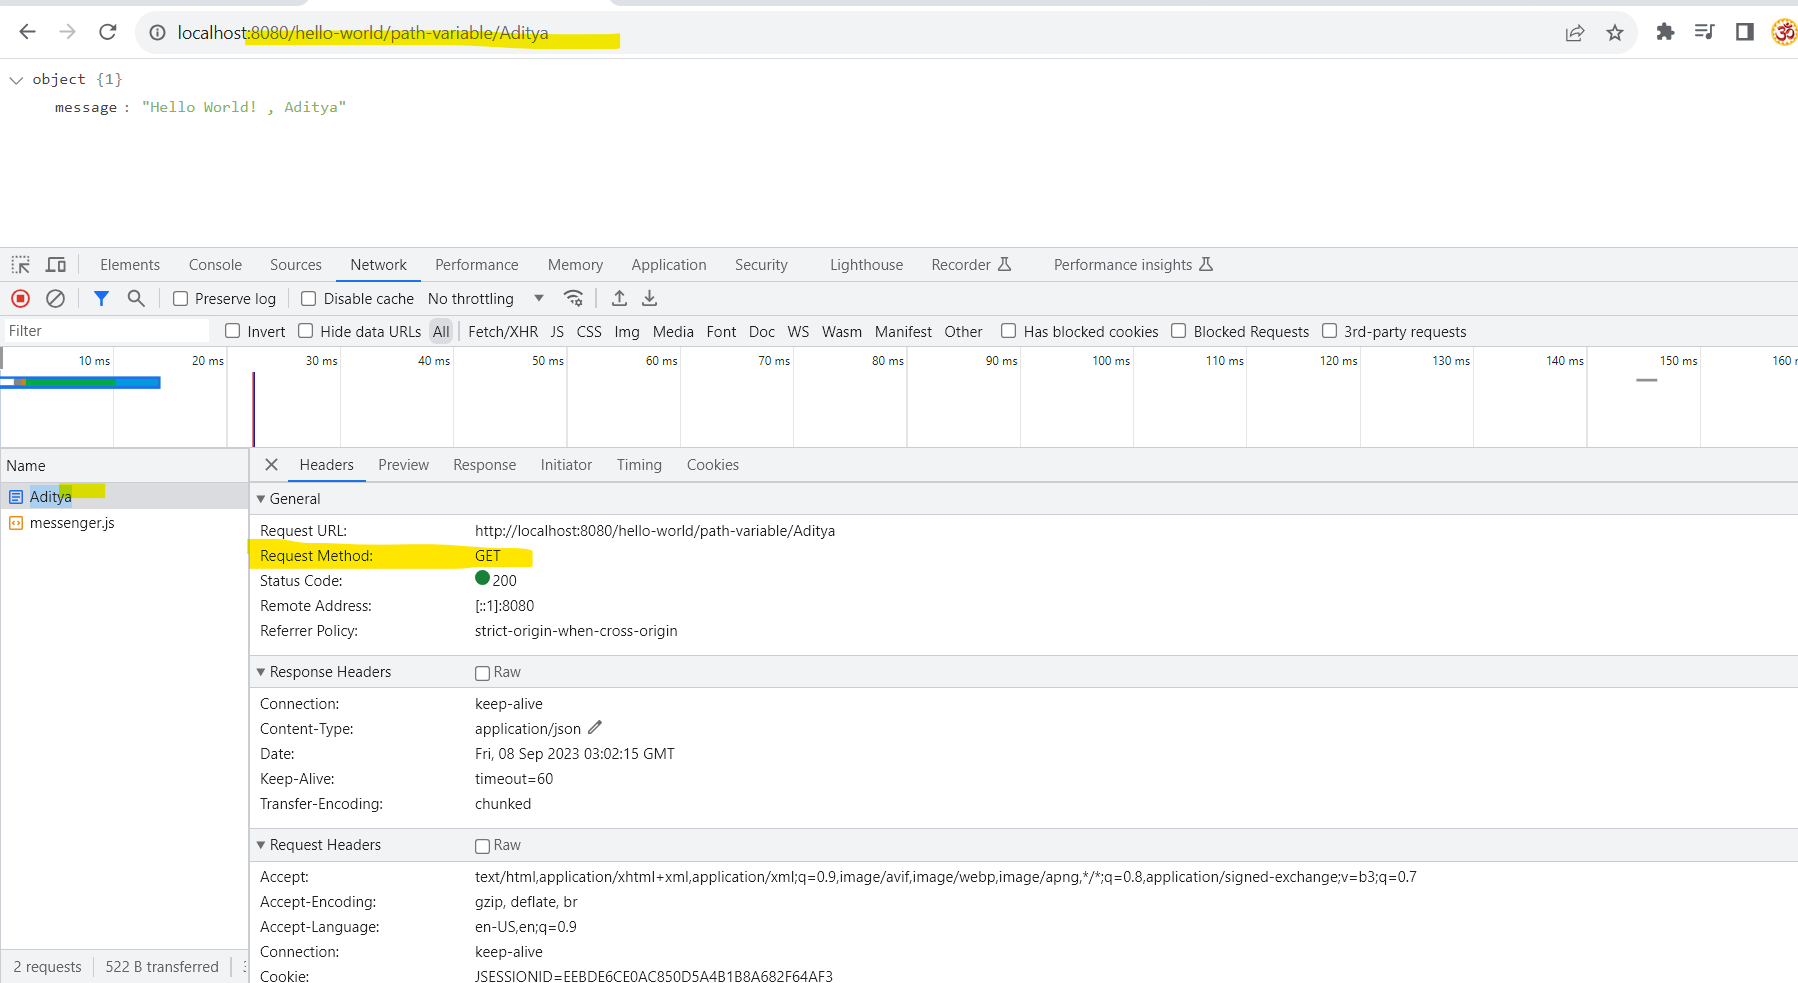 localhost:8080/hello-world/path-variable/Aditya
object {1}
message : "Hello World! , Aditya"
Elements Console Sources Network Performance Memory Application Security Lighthouse Recorder Performance insights
Preserve log Disable cache No throttling
Filter Invert Hide data URLs All Fetch/XHR JS CSS Img Media Font Doc WS Wasm Manifest Other Has blocked cookies Blocked Requests 3rd-party requests
10 ms 20 ms 30 ms 40 ms 50 ms 60 ms 70 ms 80 ms 90 ms 100 ms 110 ms 120 ms 130 ms 140 ms 150 ms 160
Name Headers Preview Response Initiator Timing Cookies
Aditya
messenger.js
General
Request URL: http://localhost:8080/hello-world/path-variable/Aditya
Request Method: GET
Status Code: 200
Remote Address: [::1]:8080
Referrer Policy: strict-origin-when-cross-origin
Response Headers Raw
Connection: keep-alive
Content-Type: application/json
Date: Fri, 08 Sep 2023 03:02:15 GMT
Keep-Alive: timeout=60
Transfer-Encoding: chunked
Request Headers Raw
Accept: text/html,application/xhtml+xml,application/xml;q=0.9,image/avif,image/webp,image/apng,*/*;q=0.8,application/signed-exchange;v=b3;q=0.7
Accept-Encoding: gzip, deflate, br
Accept-Language: en-US,en;q=0.9
Connection: keep-alive
Cookie: JSESSIONID=EEBDE6CE0AC850D5A4B1B8A682F64AF3
2 requests 522 B transferred